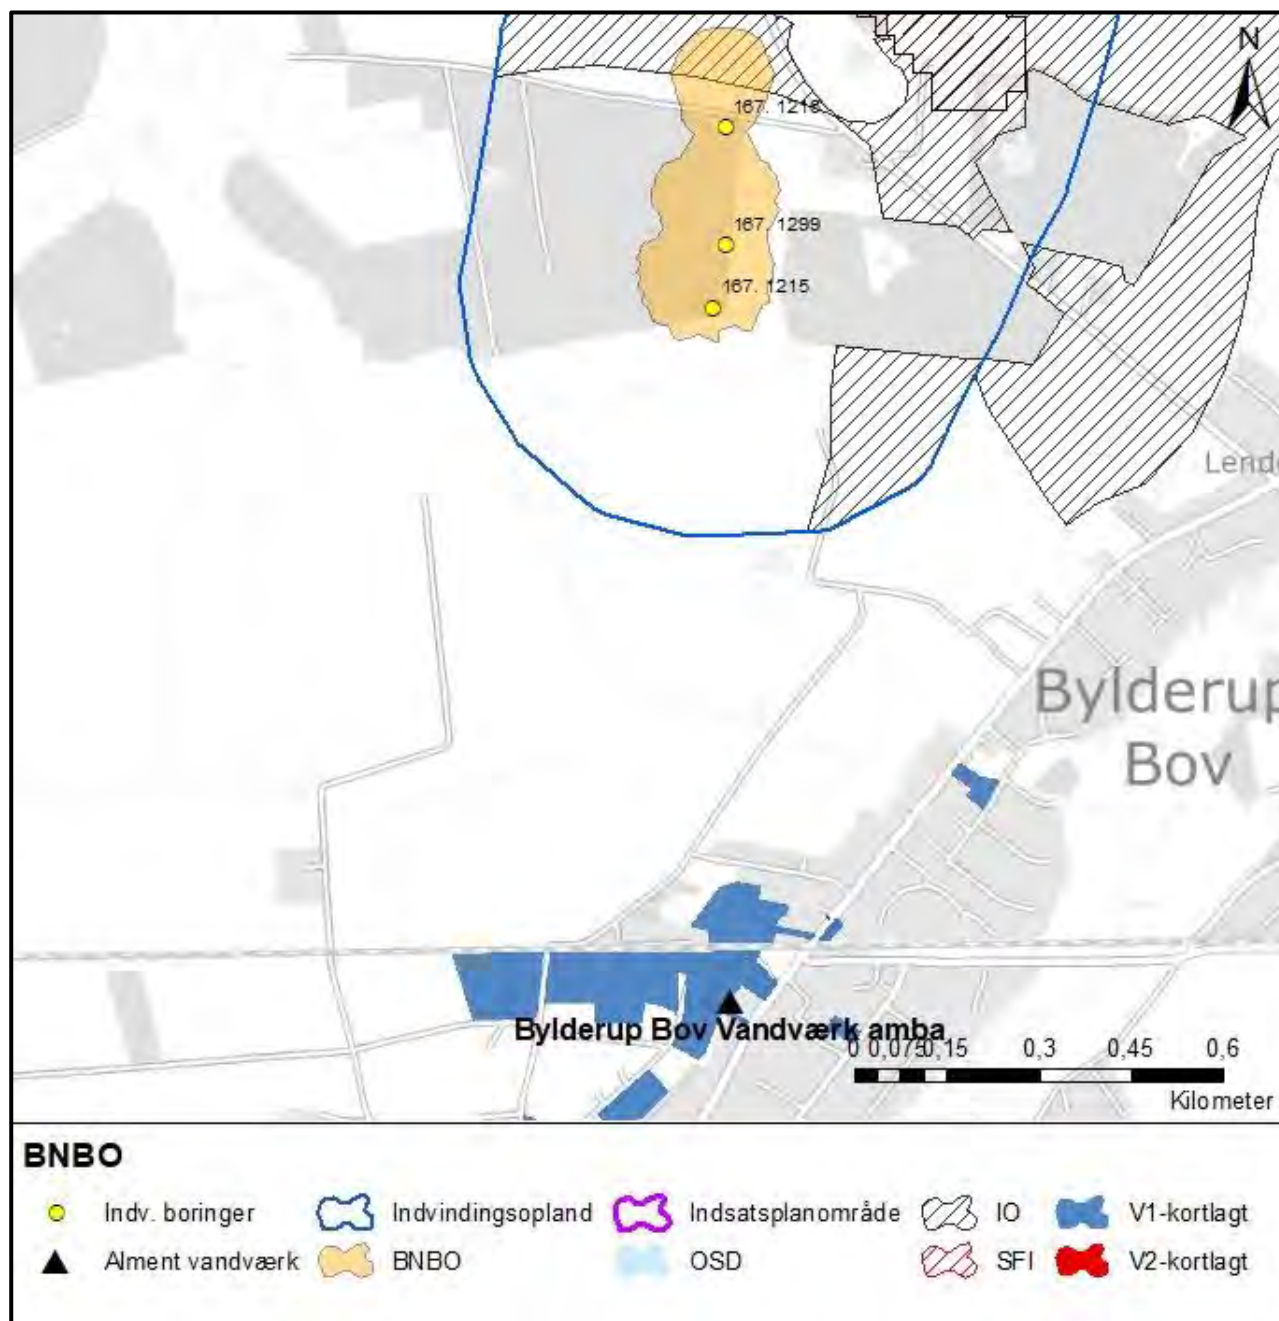 N
167. 1218
167. 1299
167. 1215
Lende
Bylderup
Bov
Bylderup Bov Vandværk amba
0 0,075 0,15 0,3 0,45 0,6
Kilometer
BNBO
Indv. boringer Indvindingsopland Indsatsplanområde IO V1-kortlagt
Alment vandværk BNBO OSD SFI V2-kortlagt